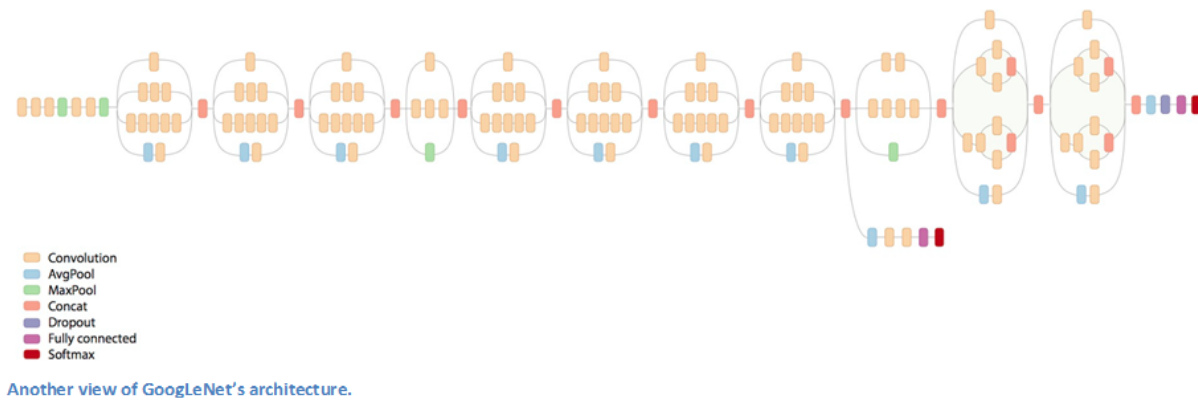 Convolution
AvgPool
MaxPool
Concat
Dropout
Fully connected
Softmax
Another view of GoogLeNet's architecture.